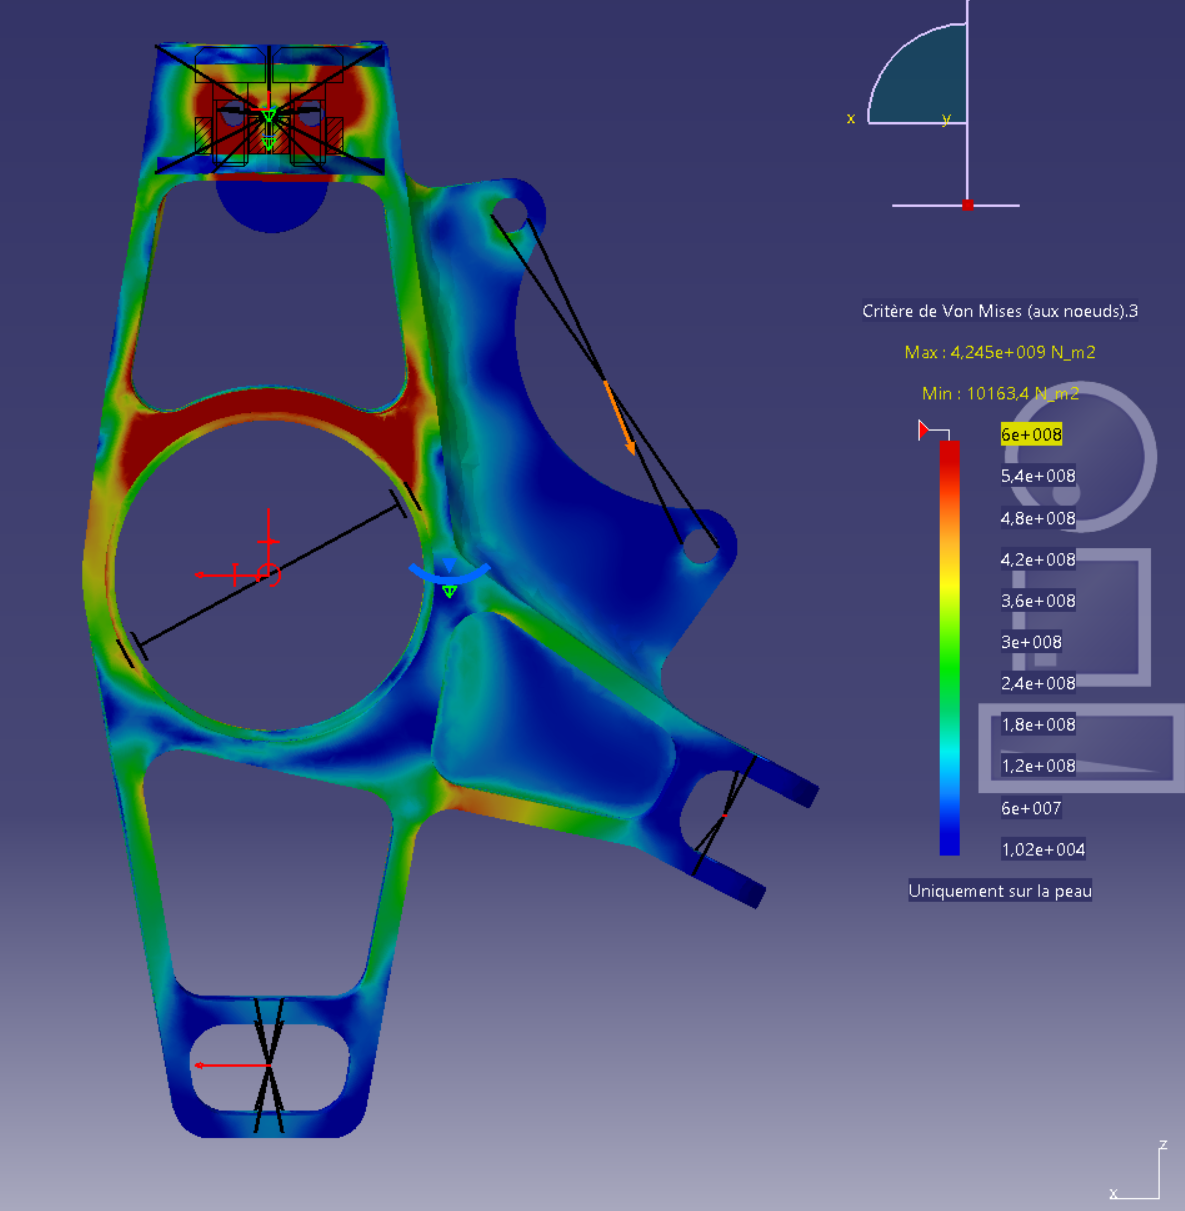 x y
Critère de Von Mises (aux noeuds).3
Max : 4,245e+009 N_m2
Min : 10163,4 N_m2
6e+008
5,4e+008
4,8e+008
4,2e+008
3,6e+008
3e+008
2,4e+008
1,8e+008
1,2e+008
6e+007
1,02e+004
Uniquement sur la peau
z
x